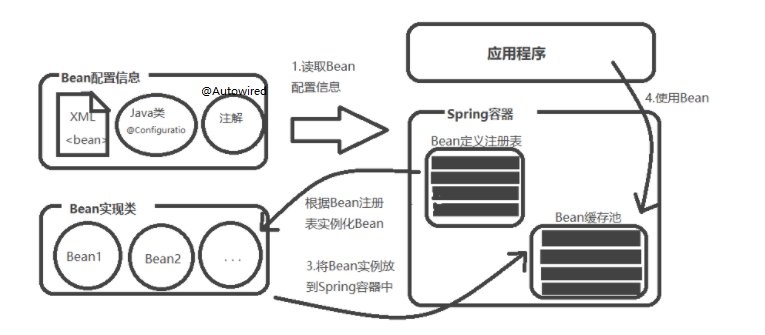 Bean配置信息
XML
<bean>
Java类
@Configuratio
@Autowired
注解
1.读取Bean
配置信息
应用程序
4.使用Bean
Spring容器
Bean定义注册表
Bean缓存池
根据Bean注册
表实例化Bean
Bean实现类
Bean1
Bean2
...
3.将Bean实例放
到Spring容器中